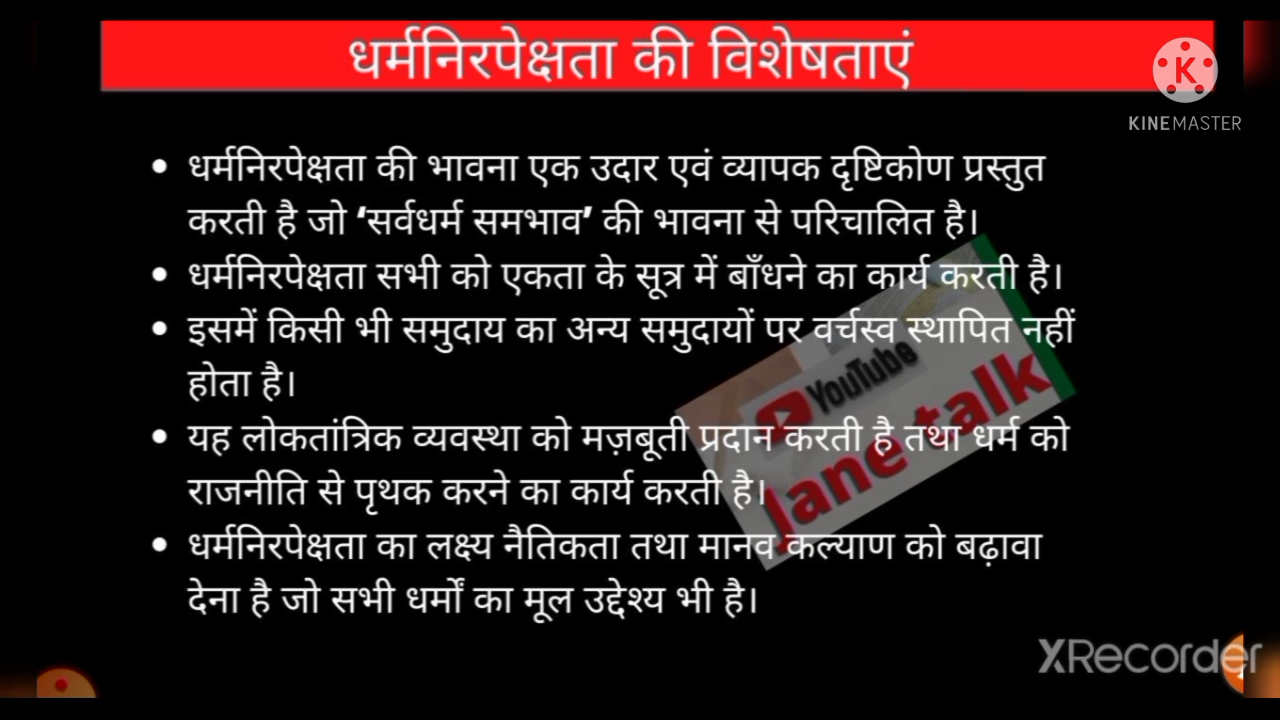 धर्मनिरपेक्षता की विशेषताएं
KINEMASTER
• धर्मनिरपेक्षता की भावना एक उदार एवं व्यापक दृष्टिकोण प्रस्तुत
करती है जो ‘सर्वधर्म समभाव’ की भावना से परिचालित है।
• धर्मनिरपेक्षता सभी को एकता के सूत्र में बाँधने का कार्य करती है।
• इसमें किसी भी समुदाय का अन्य समुदायों पर वर्चस्व स्थापित नहीं
होता है।
• यह लोकतांत्रिक व्यवस्था को मज़बूती प्रदान करती है तथा धर्म को
राजनीति से पृथक करने का कार्य करती है।
• धर्मनिरपेक्षता का लक्ष्य नैतिकता तथा मानव कल्याण को बढ़ावा
देना है जो सभी धर्मों का मूल उद्देश्य भी है।
YouTube
Jane talk
XRecorder